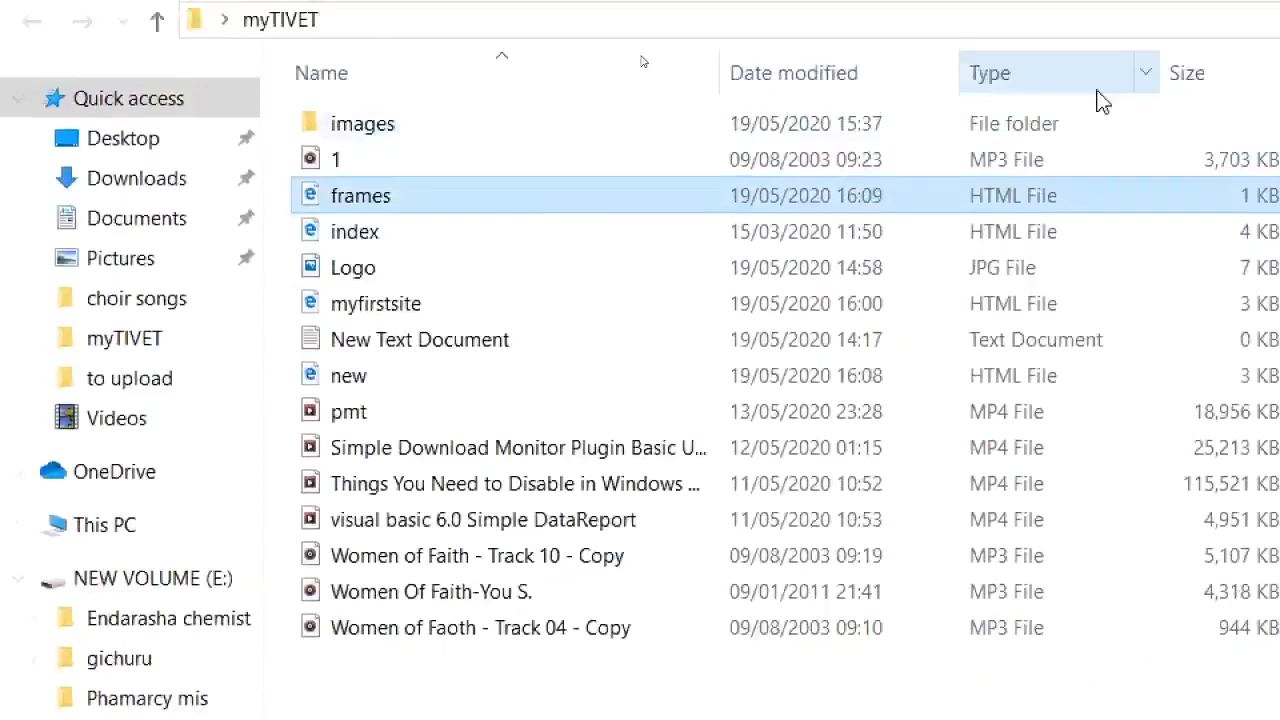 myTIVET
Name Date modified Type Size
Quick access
Desktop
Downloads
Documents
Pictures
choir songs
myTIVET
to upload
Videos
OneDrive
This PC
NEW VOLUME (E:)
Endarasha chemist
gichuru
Phamarcy mis
images 19/05/2020 15:37 File folder
1 09/08/2003 09:23 MP3 File 3,703 KB
frames 19/05/2020 16:09 HTML File 1 KB
index 15/03/2020 11:50 HTML File 4 KB
Logo 19/05/2020 14:58 JPG File 7 KB
myfirstsite 19/05/2020 16:00 HTML File 3 KB
New Text Document 19/05/2020 14:17 Text Document 0 KB
new 19/05/2020 16:08 HTML File 3 KB
pmt 13/05/2020 23:28 MP4 File 18,956 KB
Simple Download Monitor Plugin Basic U... 12/05/2020 01:15 MP4 File 25,213 KB
Things You Need to Disable in Windows ... 11/05/2020 10:52 MP4 File 115,521 KB
visual basic 6.0 Simple DataReport 11/05/2020 10:53 MP4 File 4,951 KB
Women of Faith - Track 10 - Copy 09/08/2003 09:19 MP3 File 5,107 KB
Women Of Faith-You S. 09/01/2011 21:41 MP3 File 4,318 KB
Women of Faoth - Track 04 - Copy 09/08/2003 09:10 MP3 File 944 KB